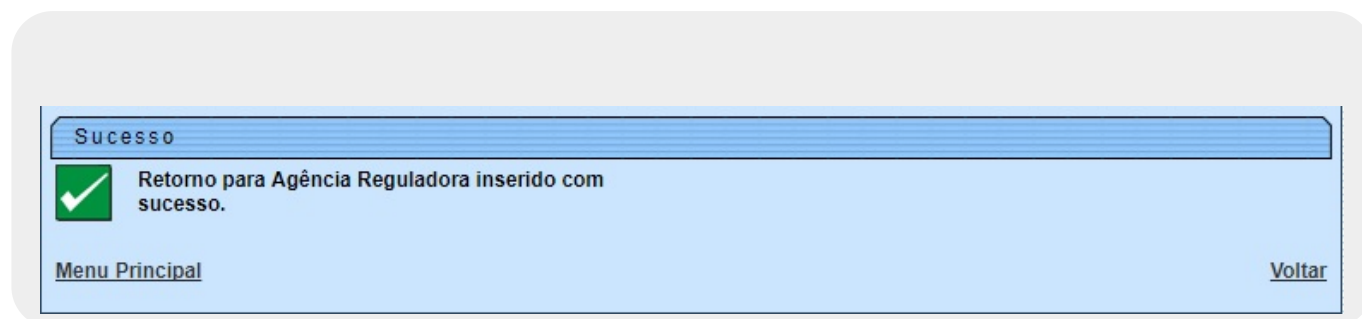 Sucesso
Retorno para Agência Reguladora inserido com
sucesso.
Menu Principal
Voltar